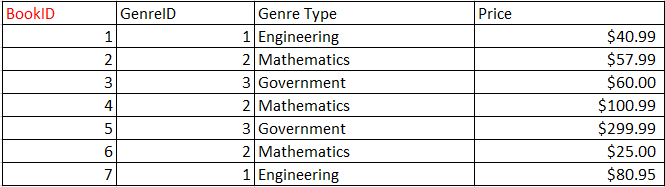 BookID GenreID Genre Type Price
1 1 Engineering $40.99
2 2 Mathematics $57.99
3 3 Government $60.00
4 2 Mathematics $100.99
5 3 Government $299.99
6 2 Mathematics $25.00
7 1 Engineering $80.95